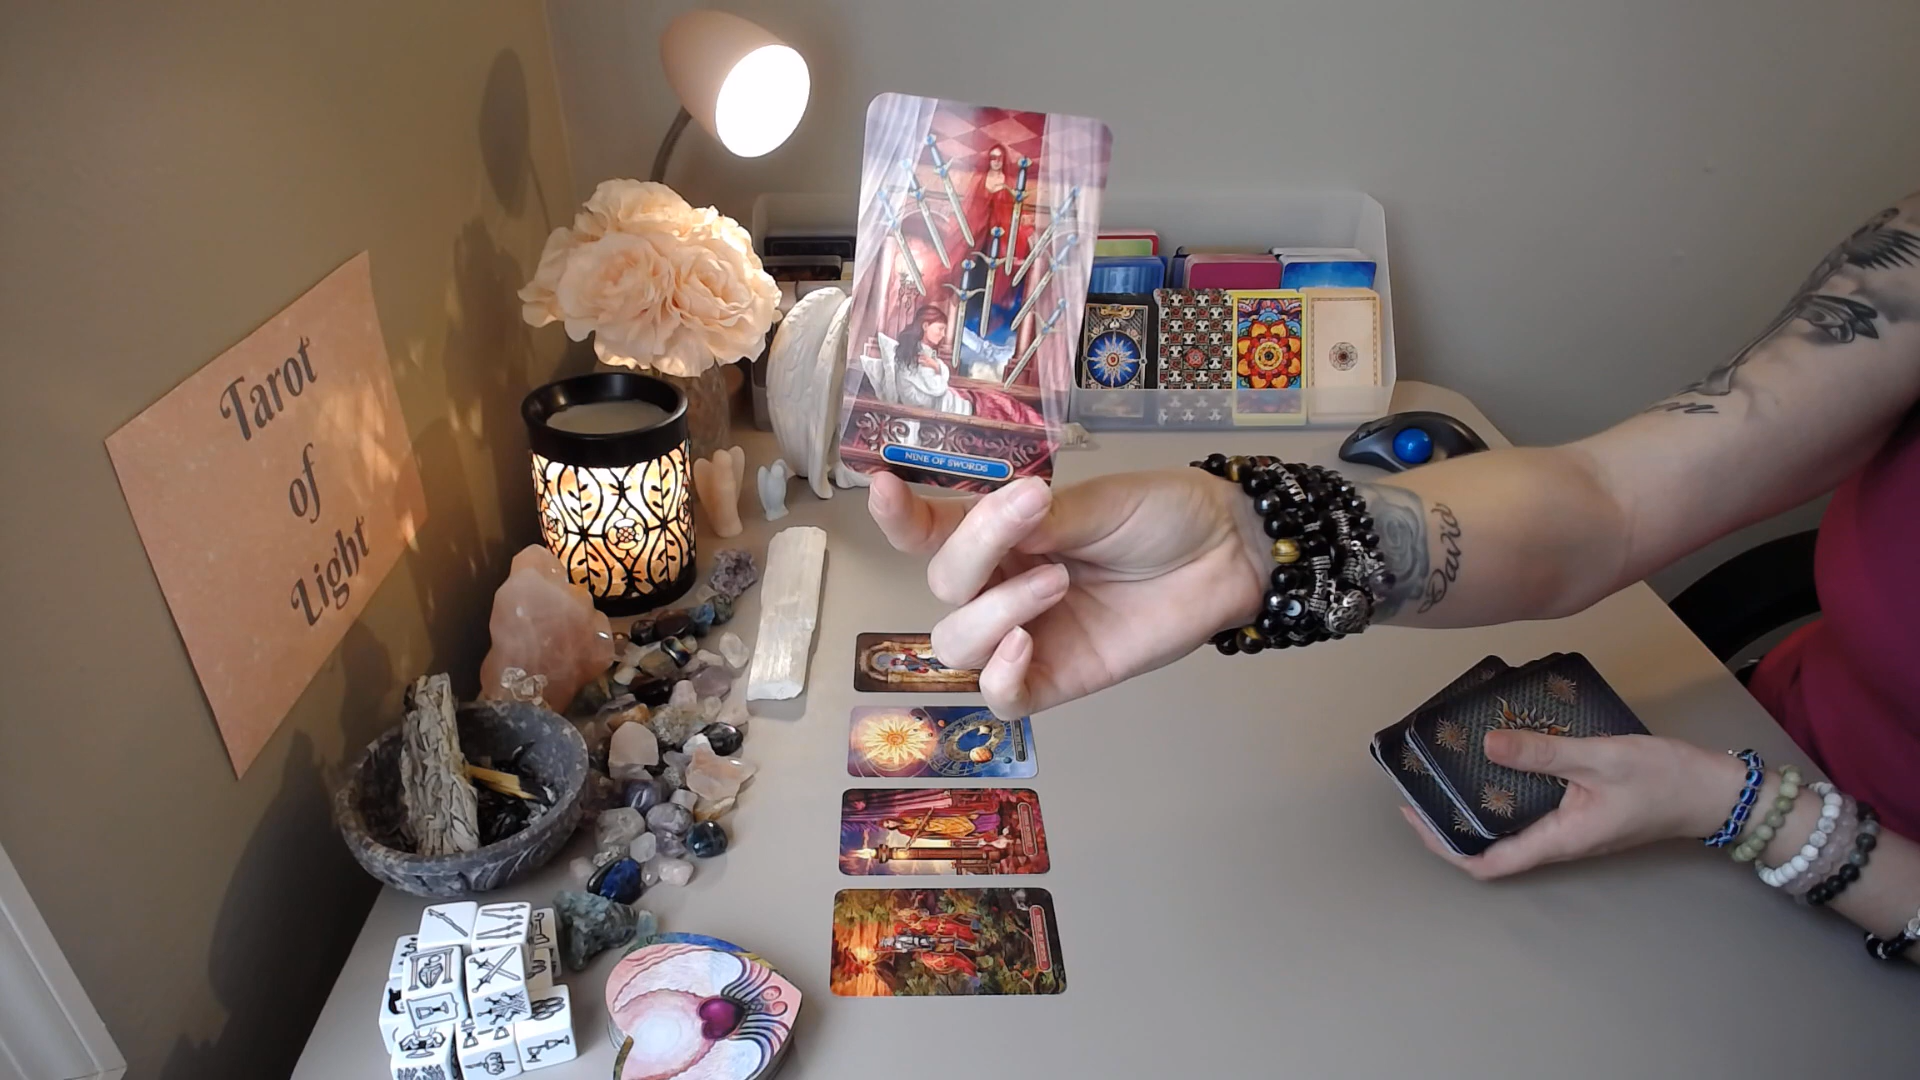 Tarot
of
Light
NINE OF SWORDS
David